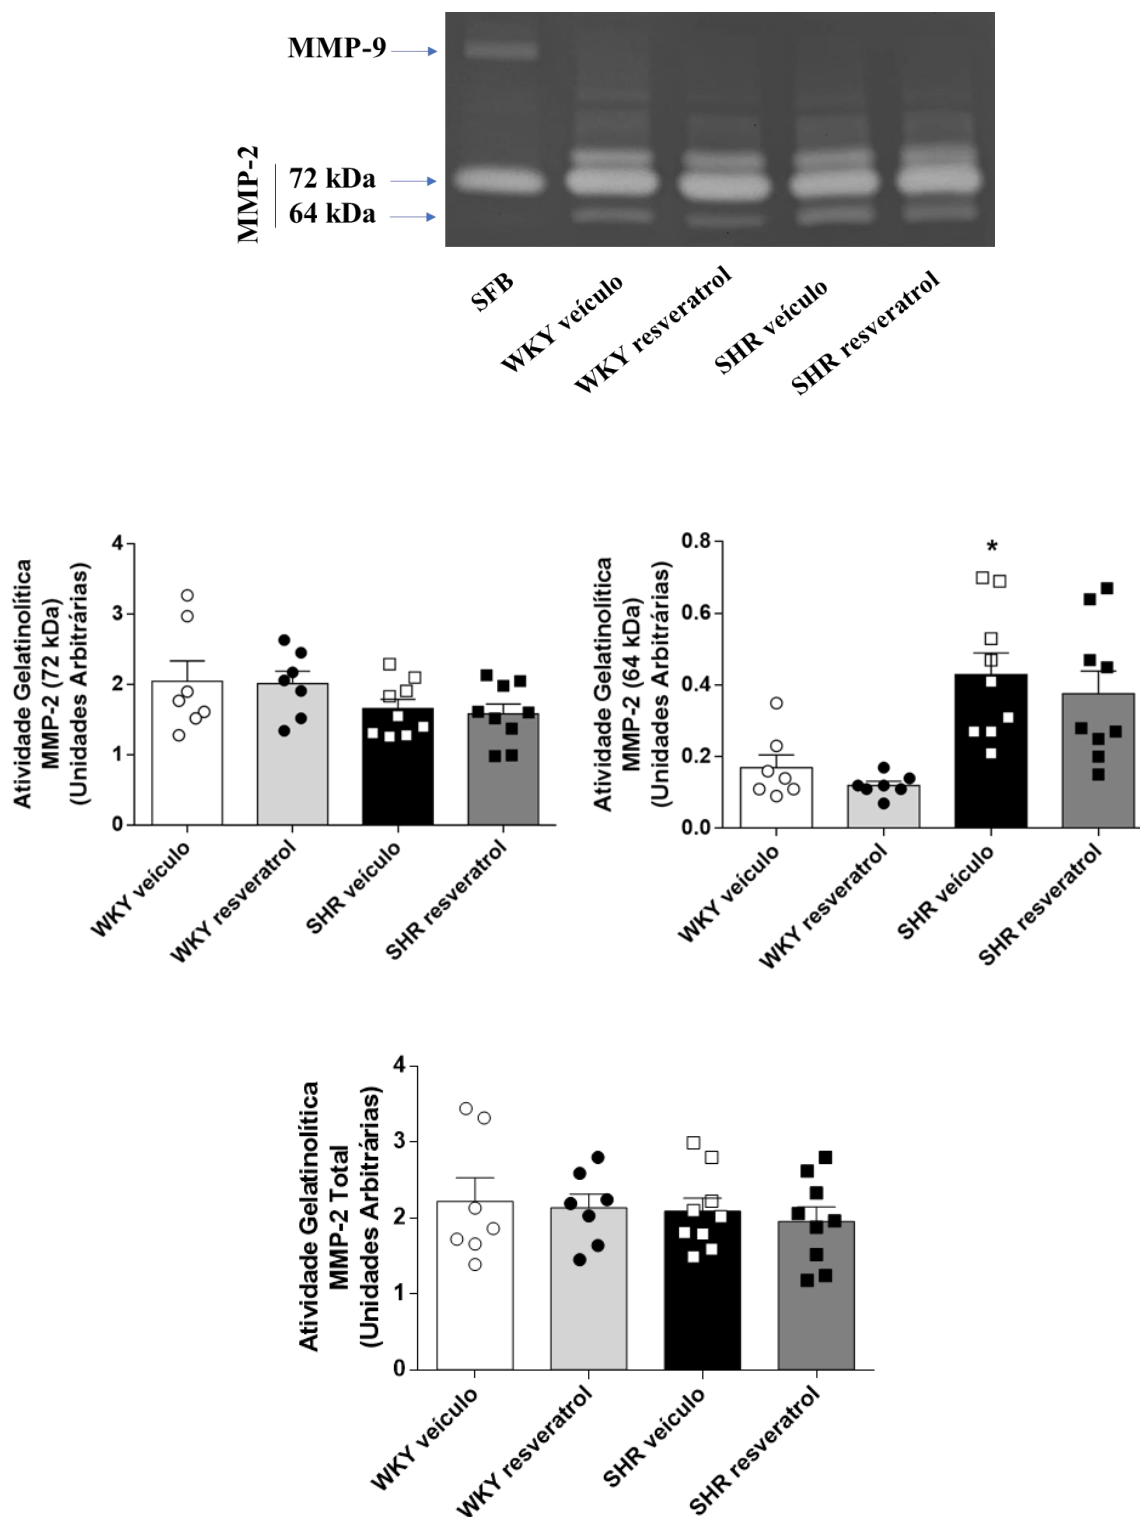 MMP-9
MMP-2
72 kDa
64 kDa
SFB
WKY veículo
WKY resveratrol
SHR veículo
SHR resveratrol
Atividade Gelatinolítica
MMP-2 (72 kDa)
(Unidades Arbitrárias)
4
3
2
1
0
WKY veículo
WKY resveratrol
SHR veículo
SHR resveratrol
Atividade Gelatinolítica
MMP-2 (64 kDa)
(Unidades Arbitrárias)
0.8
0.6
0.4
0.2
0.0
*
WKY veículo
WKY resveratrol
SHR veículo
SHR resveratrol
Atividade Gelatinolítica
MMP-2 Total
(Unidades Arbitrárias)
4
3
2
1
0
WKY veículo
WKY resveratrol
SHR veículo
SHR resveratrol